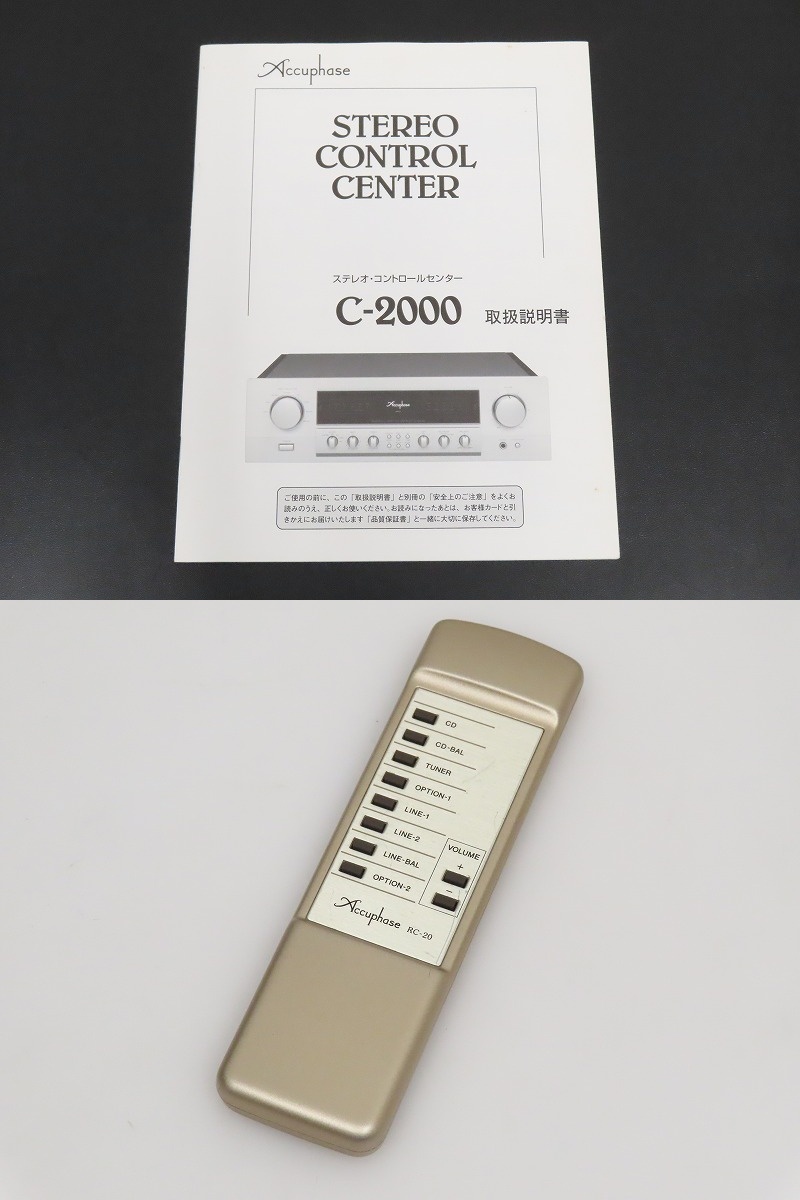 Accuphase
STEREO
CONTROL
CENTER
ステレオ・コントロールセンター
C-2000 取扱説明書
Accuphase
ご使用の前に、この「取扱説明書」と別冊の「安全上のご注意」をよくお
読みのうえ、正しくお使いください。お読みになったあとは、お客様カードと引
きかえにお届けいたします「品質保証書」と一緒に大切に保存してください。
CD
CD-BAL
TUNER
OPTION-1
LINE-1
LINE-2
LINE-BAL
OPTION-2
VOLUME
+
−
Accuphase RC-20